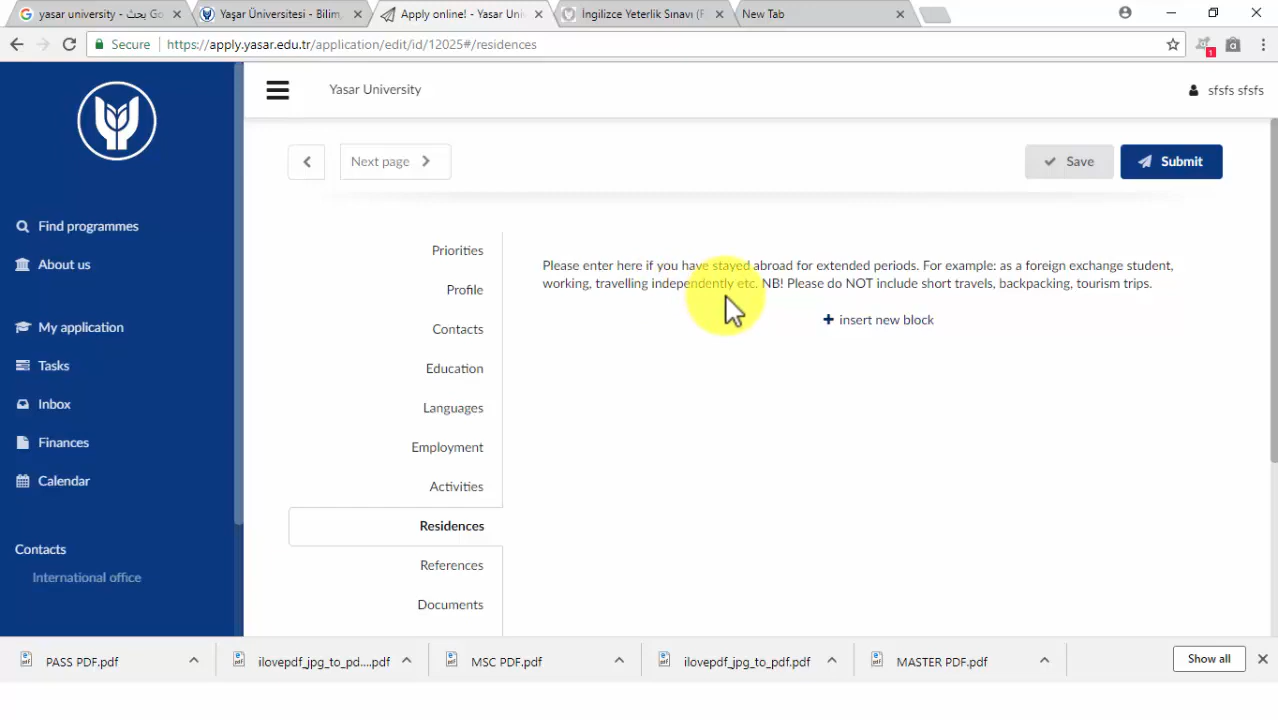 yasar university - بحث Go
Yaşar Üniversitesi - Bilim,
Apply online! - Yasar Uni
İngilizce Yeterlik Sınavı (F
New Tab
Secure
https://apply.yasar.edu.tr/application/edit/id/12025#/residences
1
Yasar University
sfsfs sfsfs
Next page
Save
Submit
Find programmes
About us
My application
Tasks
Inbox
Finances
Calendar
Contacts
International office
Priorities
Profile
Contacts
Education
Languages
Employment
Activities
Residences
References
Documents
Please enter here if you have stayed abroad for extended periods. For example: as a foreign exchange student,
working, travelling independently etc. NB! Please do NOT include short travels, backpacking, tourism trips.
+ insert new block
PASS PDF.pdf
ilovepdf_jpg_to_pd....pdf
MSC PDF.pdf
ilovepdf_jpg_to_pdf.pdf
MASTER PDF.pdf
Show all